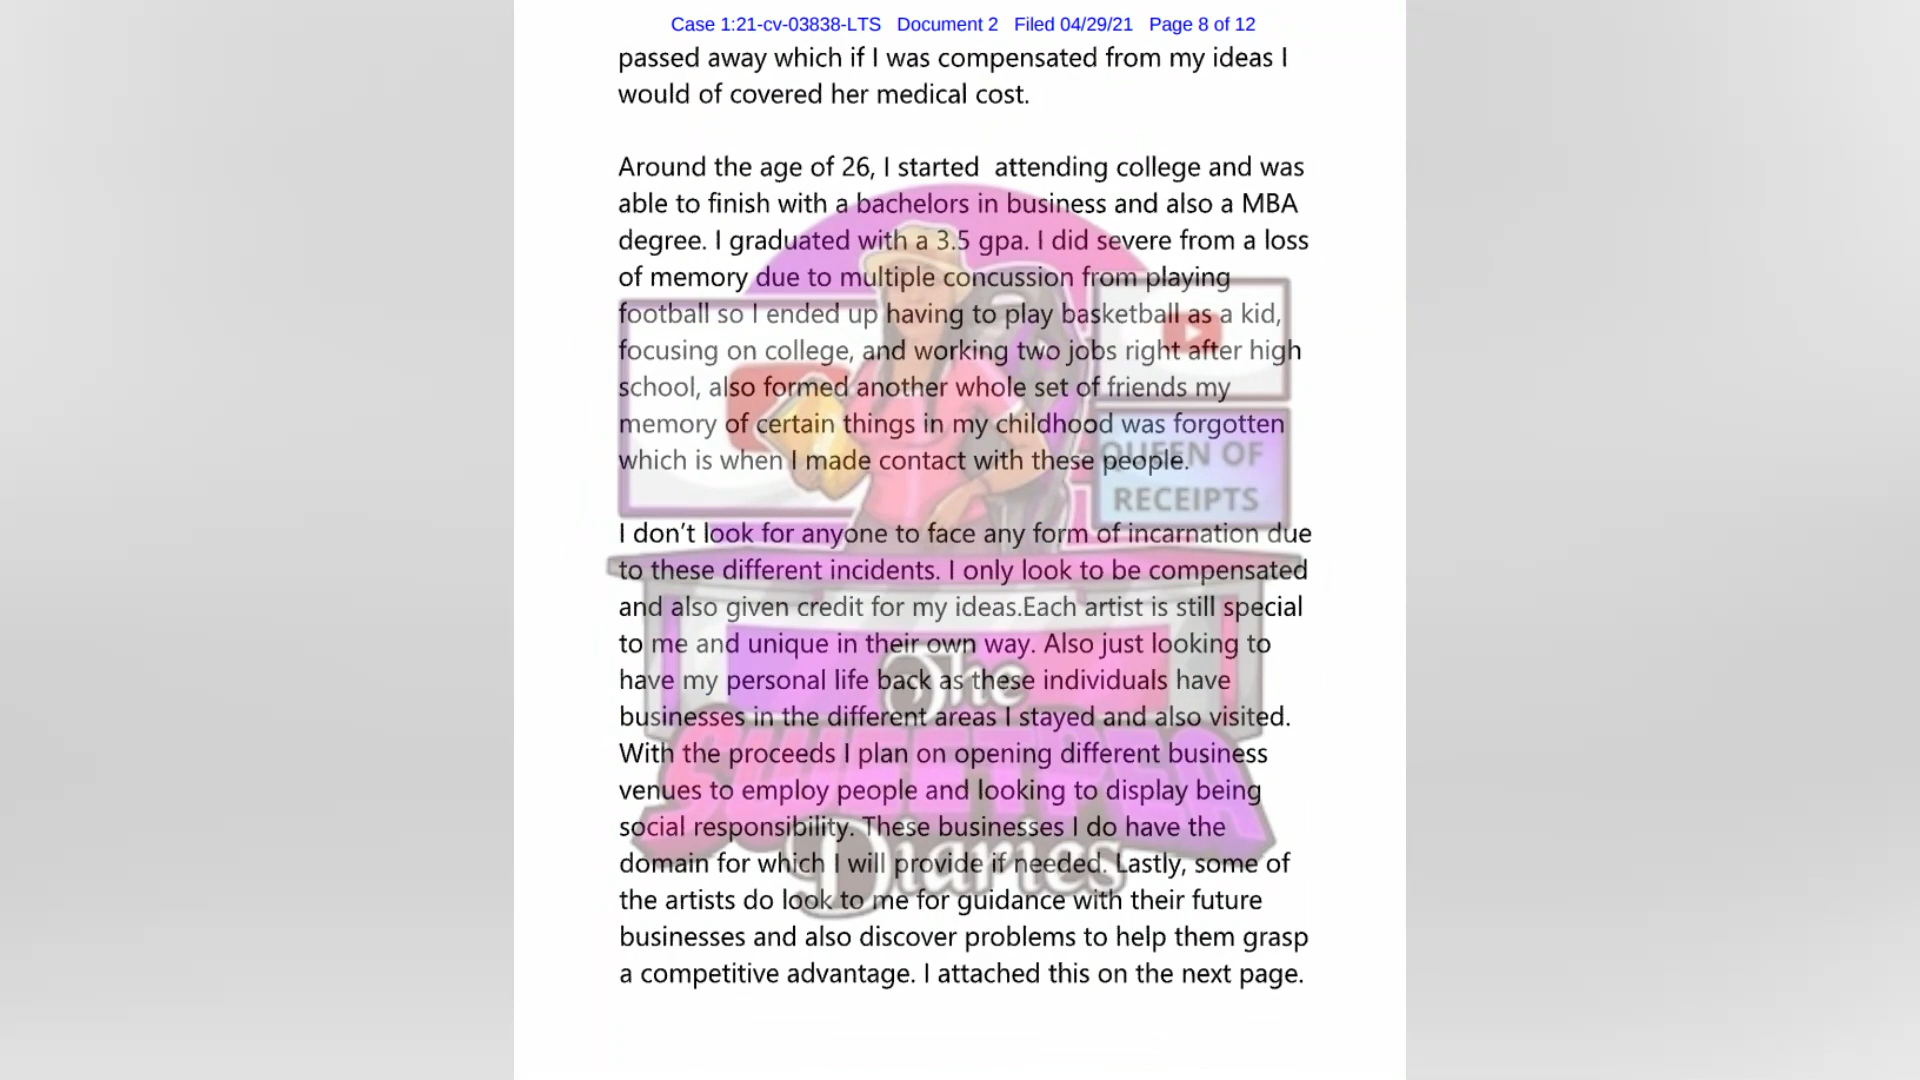 Case 1:21-cv-03838-LTS Document 2 Filed 04/29/21 Page 8 of 12
passed away which if I was compensated from my ideas I
would of covered her medical cost.
Around the age of 26, I started  attending college and was
able to finish with a bachelors in business and also a MBA
degree. I graduated with a 3.5 gpa. I did severe from a loss
of memory due to multiple concussion from playing
football so I ended up having to play basketball as a kid,
focusing on college, and working two jobs right after high
school, also formed another whole set of friends my
memory of certain things in my childhood was forgotten
which is when I made contact with these people.
QUEEN OF
RECEIPTS
I don’t look for anyone to face any form of incarnation due
to these different incidents. I only look to be compensated
and also given credit for my ideas.Each artist is still special
to me and unique in their own way. Also just looking to
have my personal life back as these individuals have
businesses in the different areas I stayed and also visited.
With the proceeds I plan on opening different business
venues to employ people and looking to display being
social responsibility. These businesses I do have the
domain for which I will provide if needed. Lastly, some of
the artists do look to me for guidance with their future
businesses and also discover problems to help them grasp
a competitive advantage. I attached this on the next page.
The
SWEETPEA
Diaries